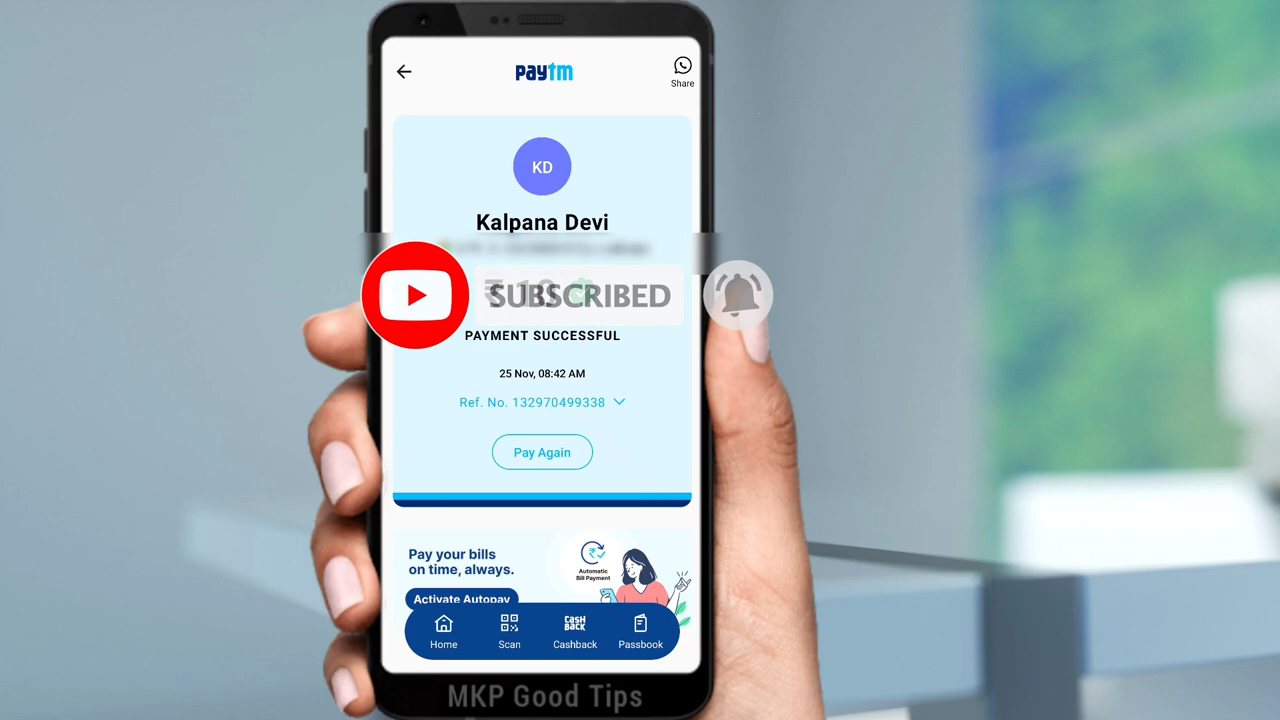 paytm
Share
KD
Kalpana Devi
SUBSCRIBED
PAYMENT SUCCESSFUL
25 Nov, 08:42 AM
Ref. No. 132970499338
Pay Again
Pay your bills
on time, always.
Automatic
Bill Payment
Activate Autopay
CASH
BACK
Home
Scan
Cashback
Passbook
MKP Good Tips